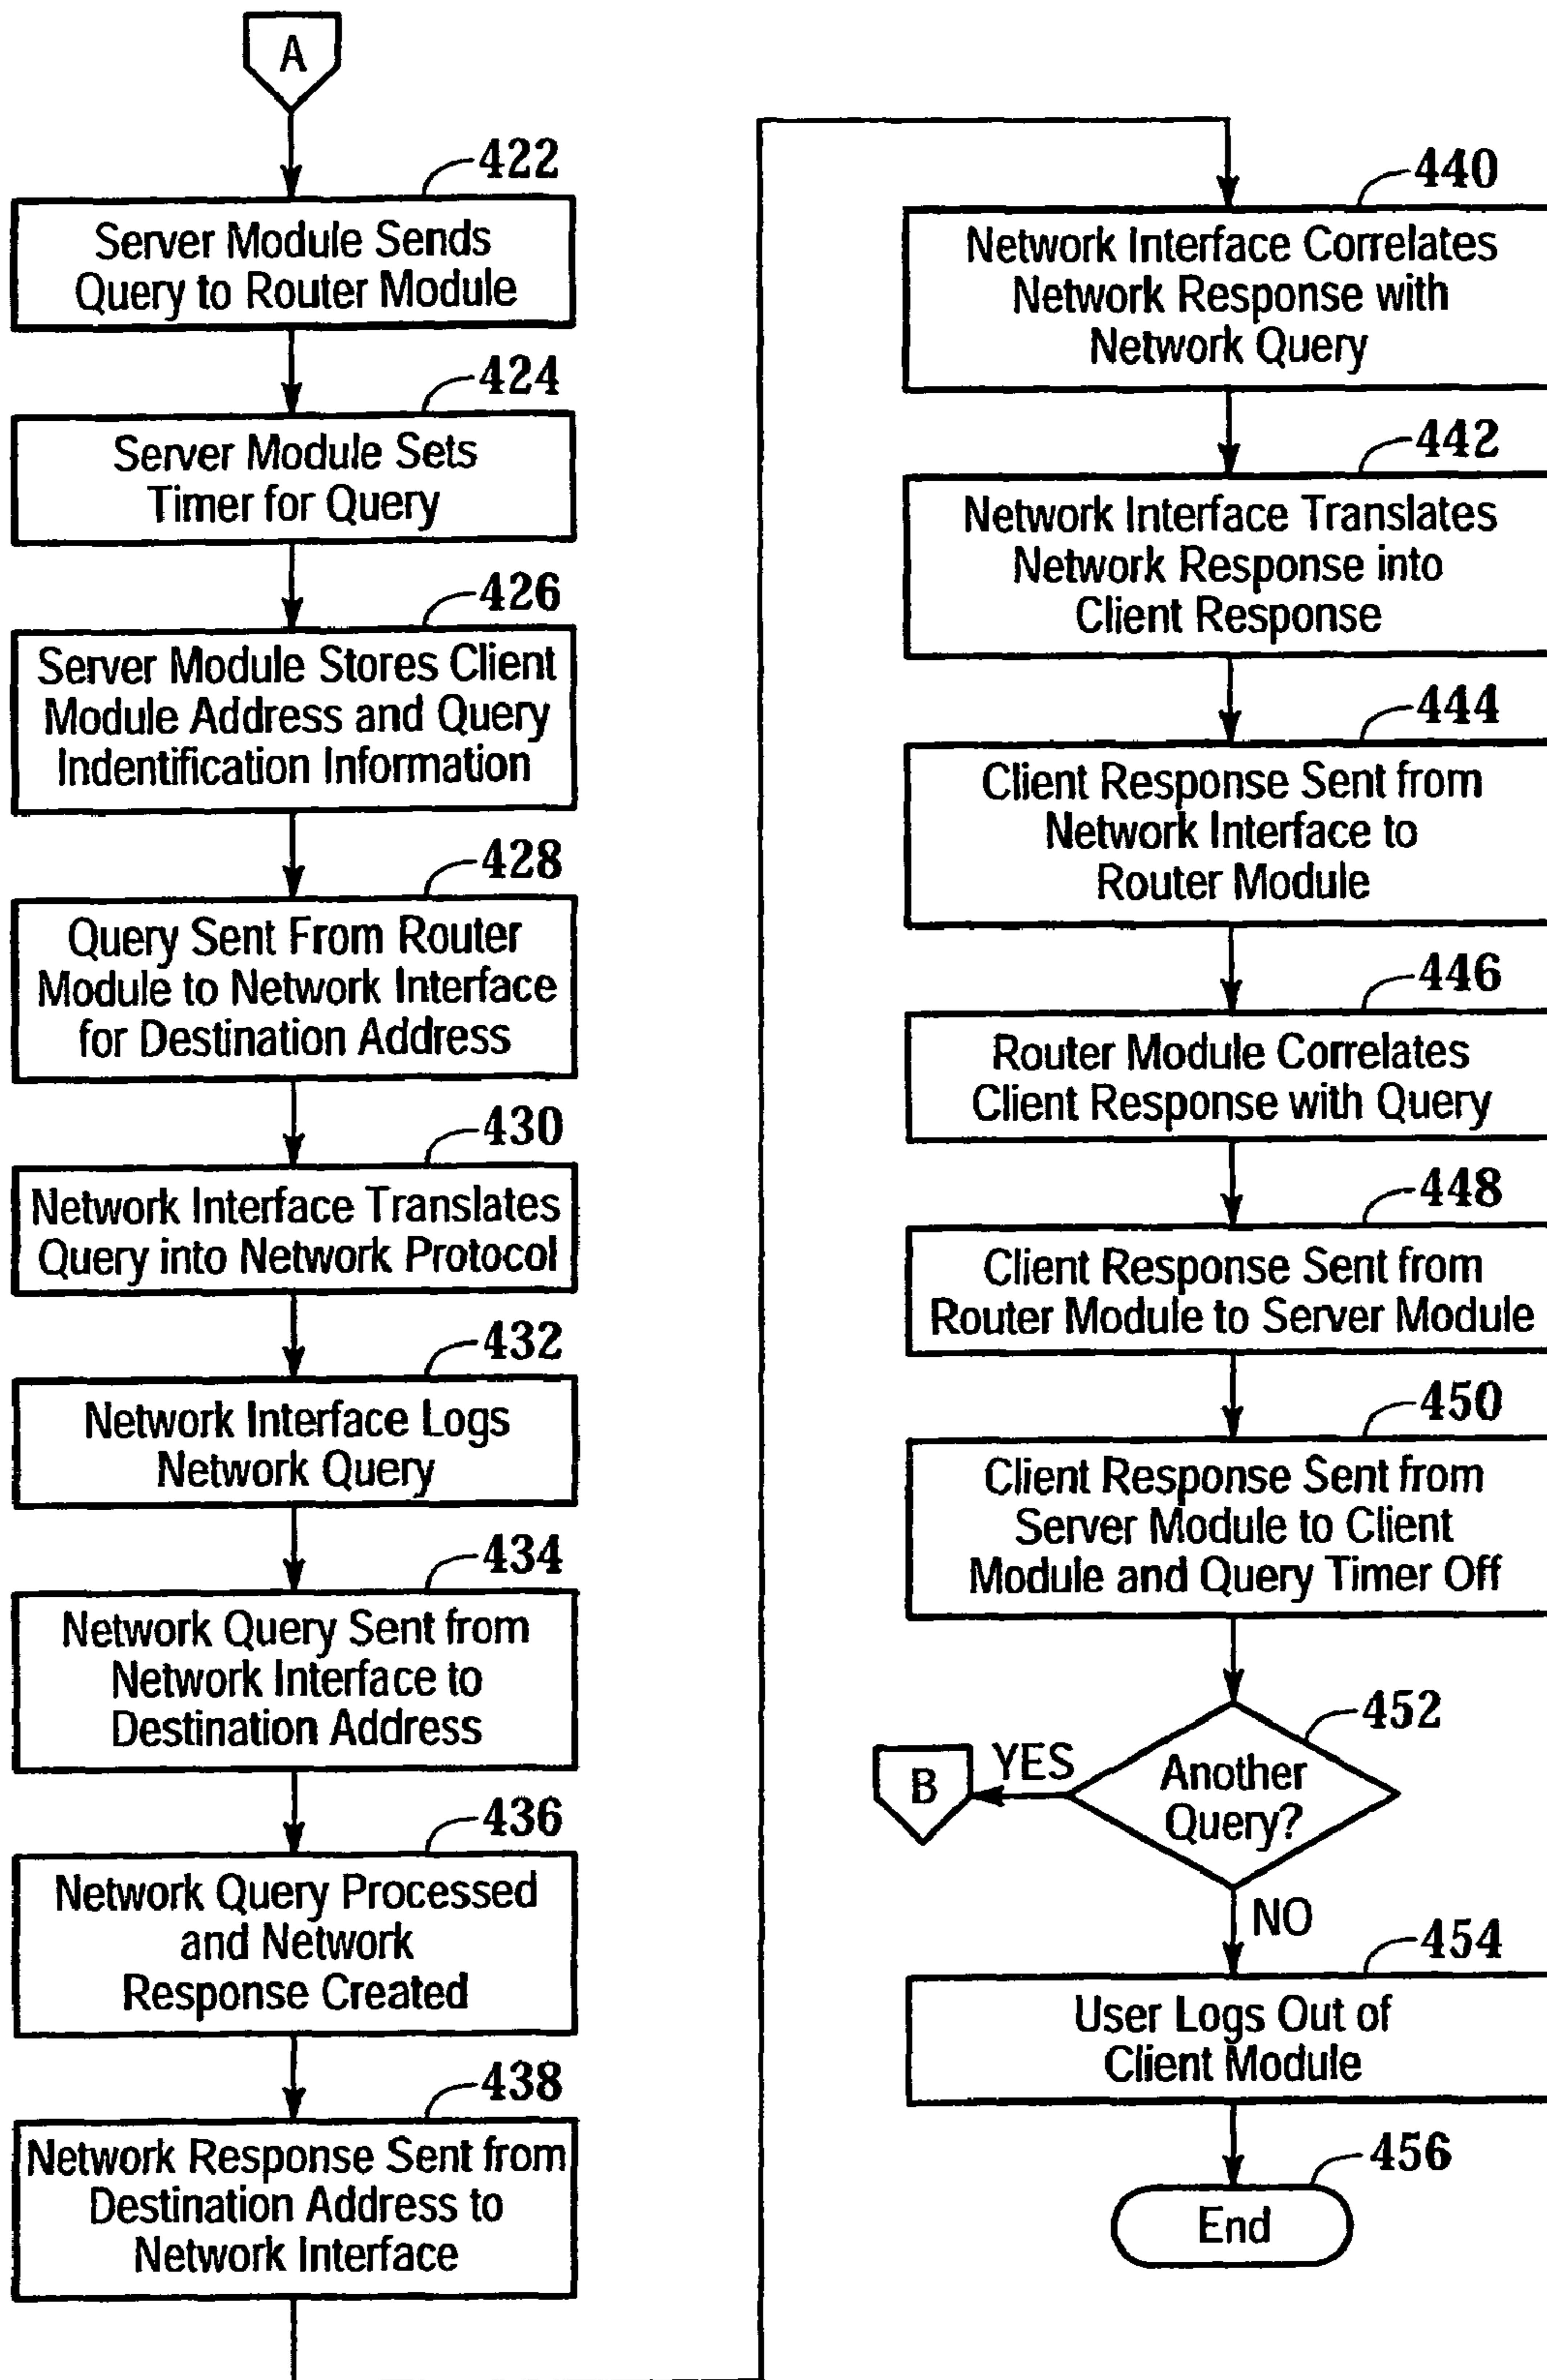 A
422
Server Module Sends
Query to Router Module
424
Server Module Sets
Timer for Query
426
Server Module Stores Client
Module Address and Query
Indentification Information
428
Query Sent From Router
Module to Network Interface
for Destination Address
430
Network Interface Translates
Query into Network Protocol
432
Network Interface Logs
Network Query
434
Network Query Sent from
Network Interface to
Destination Address
436
Network Query Processed
and Network
Response Created
438
Network Response Sent from
Destination Address to
Network Interface
440
Network Interface Correlates
Network Response with
Network Query
442
Network Interface Translates
Network Response into
Client Response
444
Client Response Sent from
Network Interface to
Router Module
446
Router Module Correlates
Client Response with Query
448
Client Response Sent from
Router Module to Server Module
450
Client Response Sent from
Server Module to Client
Module and Query Timer Off
452
Another
Query?
YES
B
NO
454
User Logs Out of
Client Module
456
End